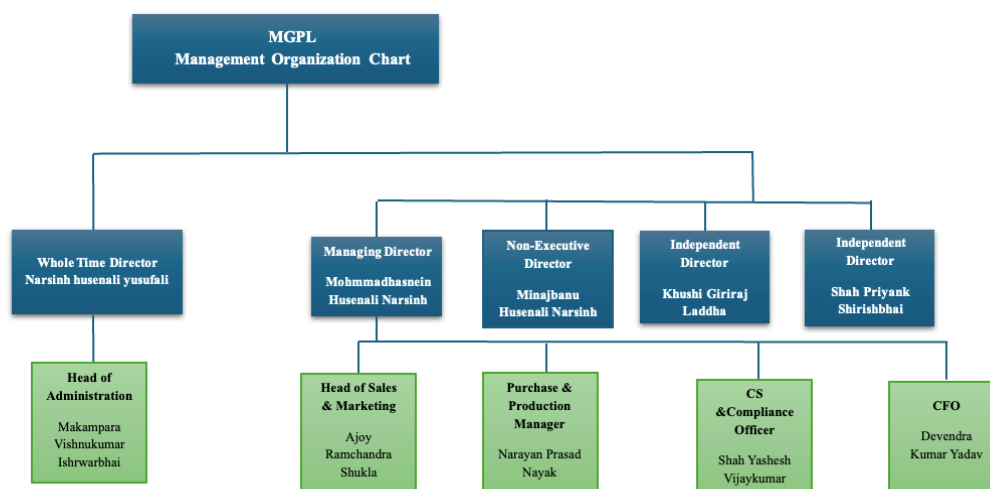 MGPL
Management Organization Chart
Whole Time Director
Narsinh husenali yusufali
Managing Director
Mohmmadhasnein
Husenali Narsinh
Non-Executive
Director
Minajbanu
Husenali Narsinh
Independent
Director
Khushi Giriraj
Laddha
Independent
Director
Shah Priyank
Shirishbhai
Head of
Administration
Makampara
Vishnukumar
Ishrwarbhai
Head of Sales
& Marketing
Ajoy
Ramchandra
Shukla
Purchase &
Production
Manager
Narayan Prasad
Nayak
CS
&Compliance
Officer
Shah Yashesh
Vijaykumar
CFO
Devendra
Kumar Yadav